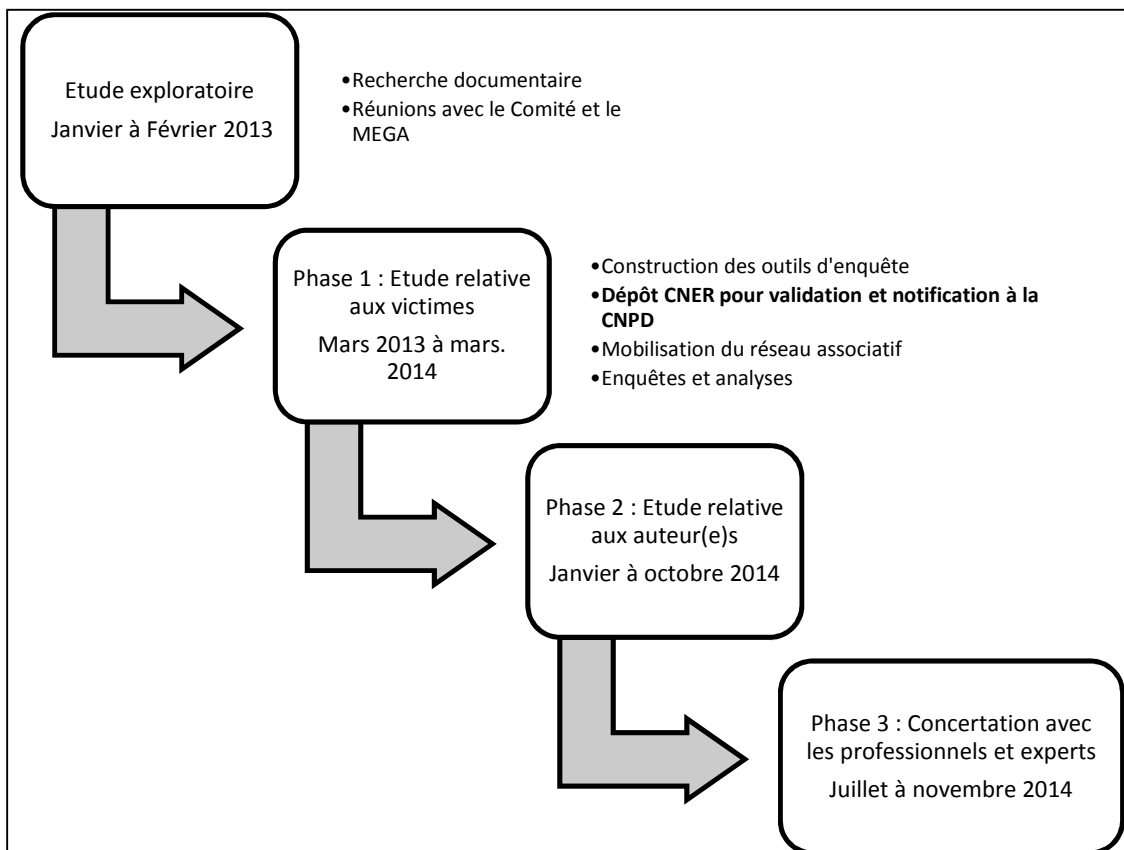 Etude exploratoire
Janvier à Février 2013
•Recherche documentaire
•Réunions avec le Comité et le
MEGA
Phase 1 : Etude relative
aux victimes
Mars 2013 à mars.
2014
•Construction des outils d'enquête
•Dépôt CNER pour validation et notification à la
CNPD
•Mobilisation du réseau associatif
•Enquêtes et analyses
Phase 2 : Etude relative
aux auteur(e)s
Janvier à octobre 2014
Phase 3 : Concertation avec
les professionnels et experts
Juillet à novembre 2014